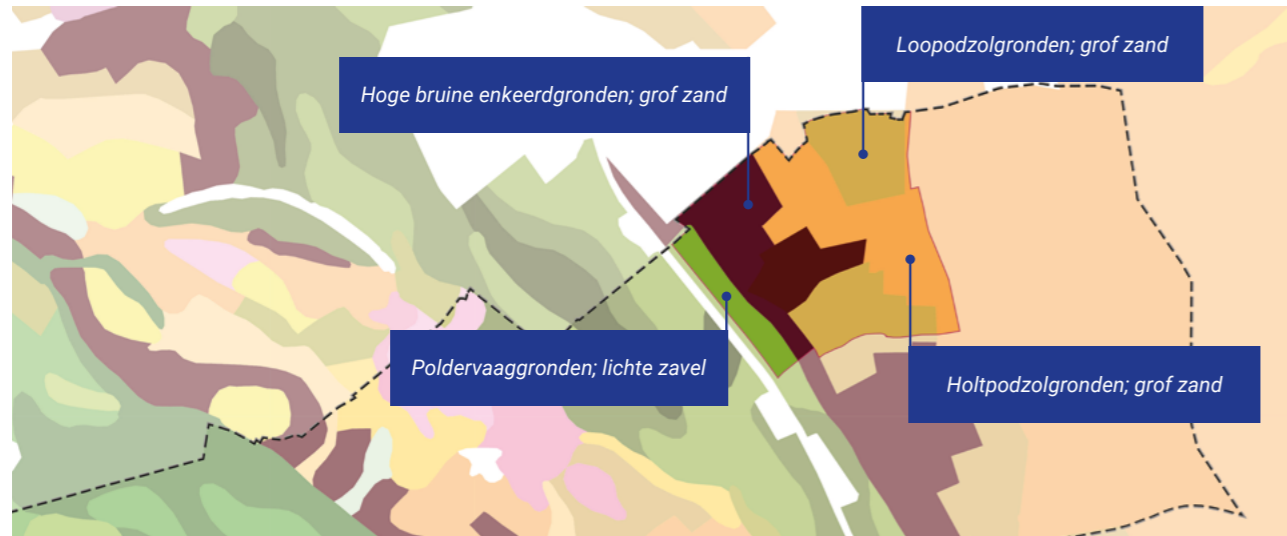 Loopodzolgronden; grof zand
Hoge bruine enkeerdgronden; grof zand
Poldervaaggronden; lichte zavel
Holtpodzolgronden; grof zand